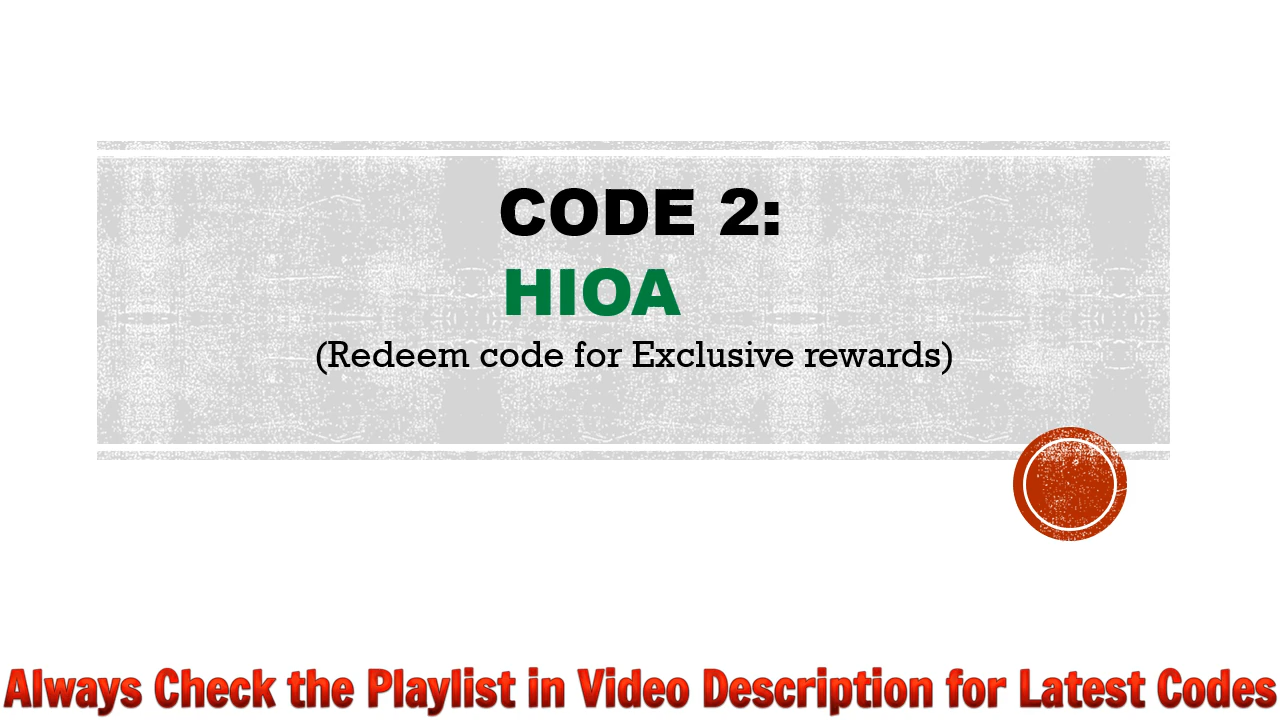 CODE 2:
HIOA
(Redeem code for Exclusive rewards)
Always Check the Playlist in Video Description for Latest Codes